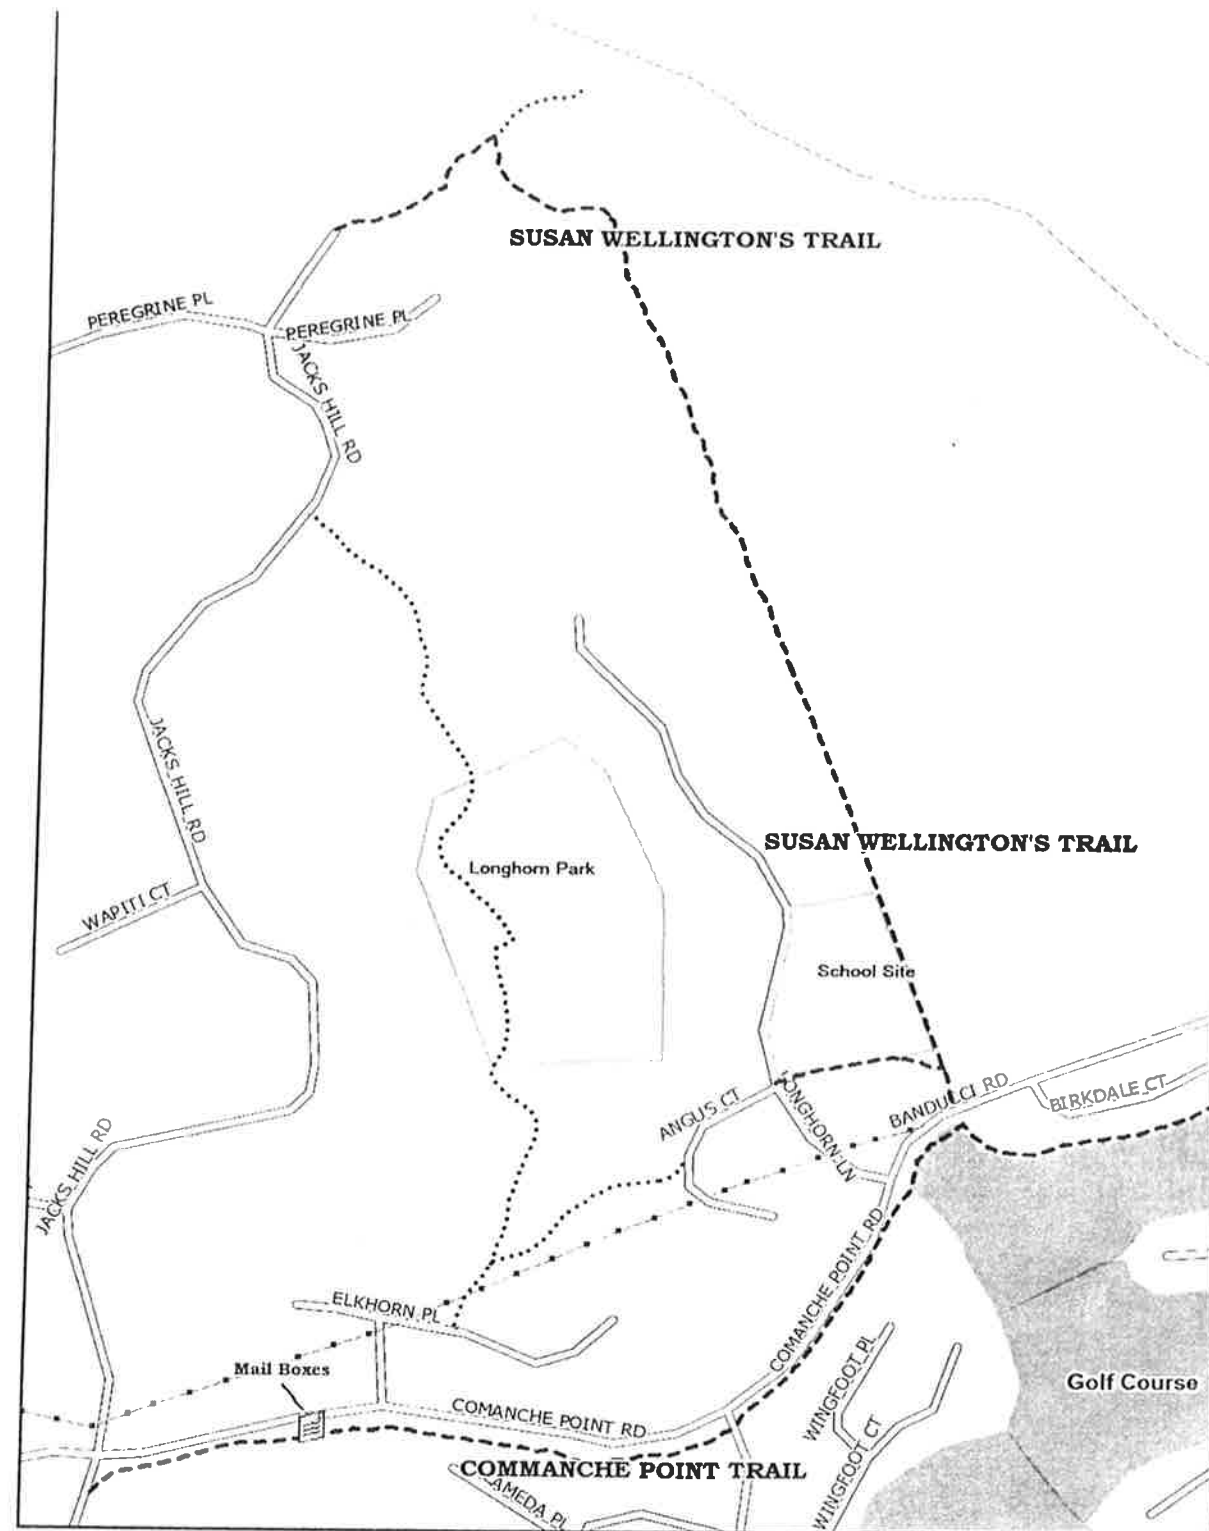 SUSAN WELLINGTON'S TRAIL
PEREGRINE PL
PEREGRINE PL
JACKS HILL RD
JACKS HILL RD
SUSAN WELLINGTON'S TRAIL
Longhorn Park
WAPITI CT
School Site
ANGUS CT
LONGHORN LN
BANDUCCI RD
BIRKDALE CT
JACKS HILL RD
ELKHORN PL
COMANCHE POINT RD
Mail Boxes
WINGFOOT PL
Golf Course
COMANCHE POINT RD
WINGFOOT CT
COMMANCHE POINT TRAIL
AMEDA PL